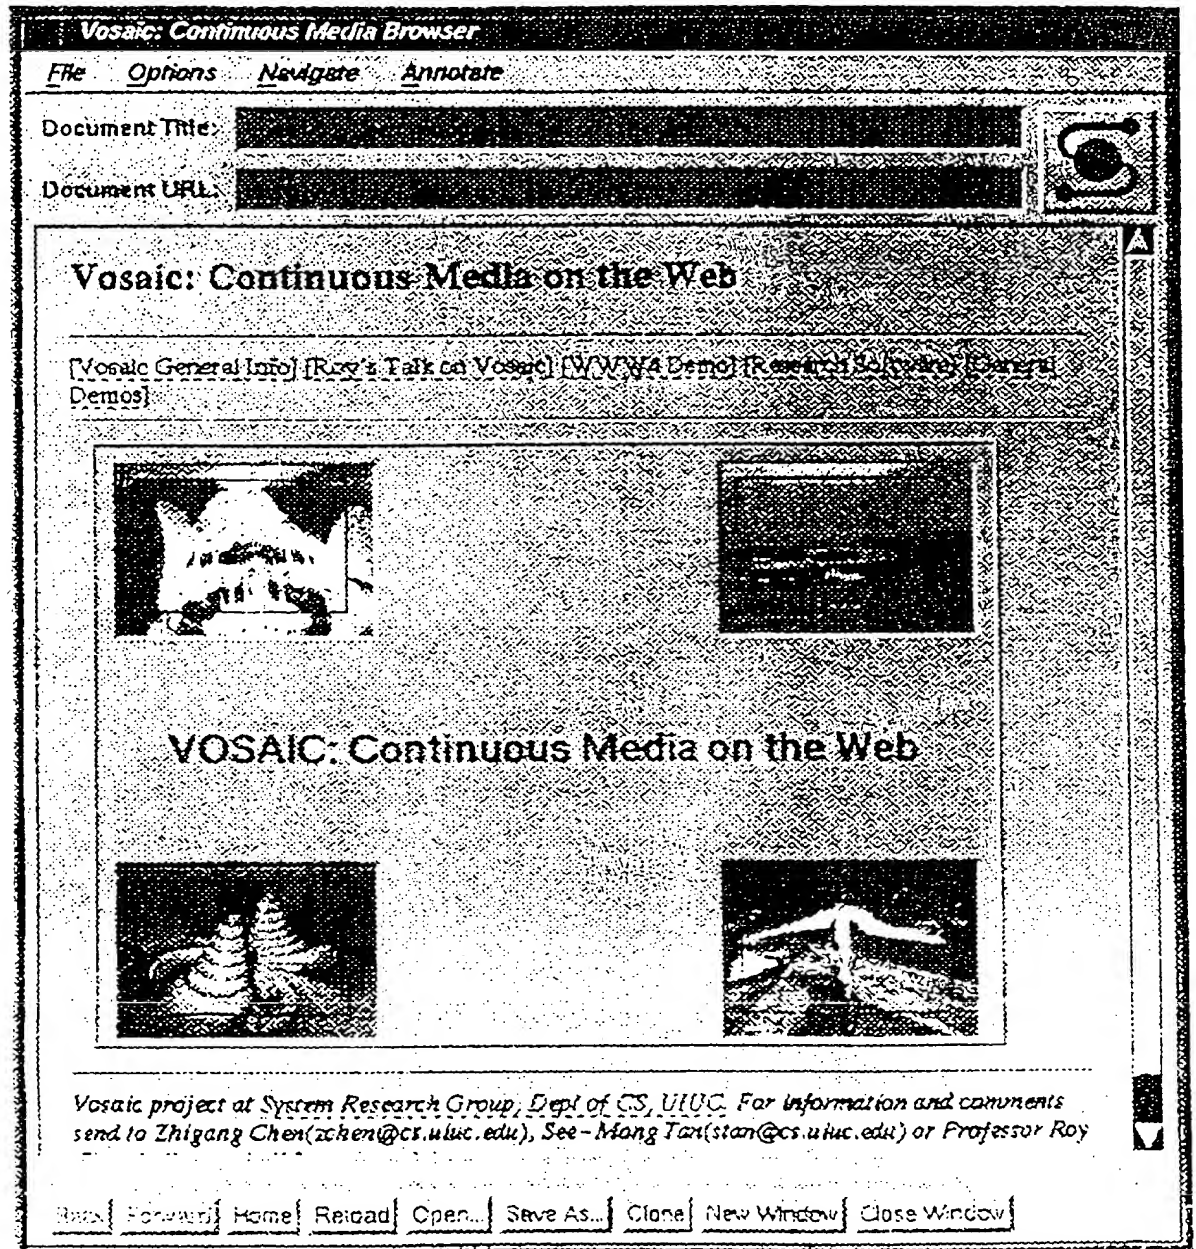 Vosaic: Continuous Media Browser
File Options Navigate Annotate
Document Title:
Document URL:
Vosaic: Continuous Media on the Web
[Vosaic General Info] [Roy's Talk on Vosaic] [WWW4 Demo] [Research Software] [General
Demos]
VOSAIC: Continuous Media on the Web
Vosaic project at System Research Group, Dept of CS, UIUC. For information and comments
send to Zhigang Chen(zchen@cs.uiuc.edu), See-Mong Tan(stan@cs.uiuc.edu) or Professor Roy
Back Forward Home Reload Open... Save As... Clone New Window Close Window